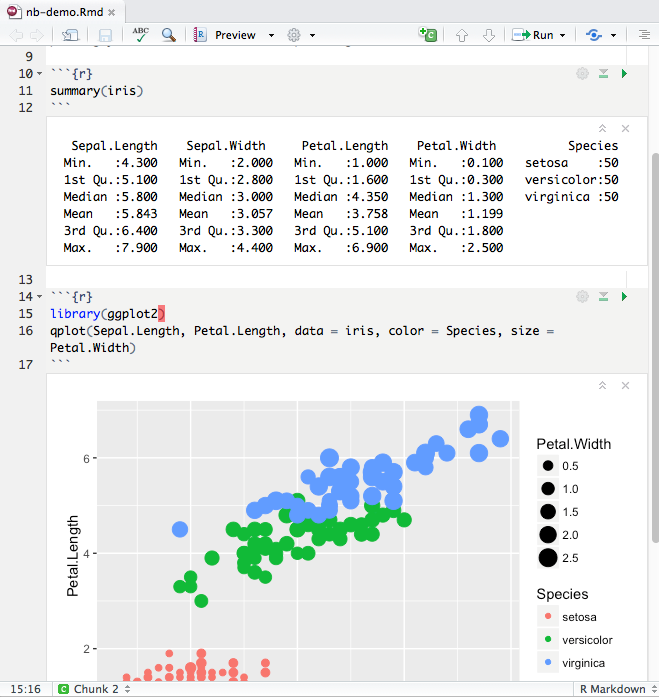 nb-demo.Rmd
ABC
Preview
Run
9
10 ```{r}
11 summary(iris)
12 ```
Sepal.Length Sepal.Width Petal.Length Petal.Width Species
Min. :4.300 Min. :2.000 Min. :1.000 Min. :0.100 setosa :50
1st Qu.:5.100 1st Qu.:2.800 1st Qu.:1.600 1st Qu.:0.300 versicolor:50
Median :5.800 Median :3.000 Median :4.350 Median :1.300 virginica :50
Mean :5.843 Mean :3.057 Mean :3.758 Mean :1.199
3rd Qu.:6.400 3rd Qu.:3.300 3rd Qu.:5.100 3rd Qu.:1.800
Max. :7.900 Max. :4.400 Max. :6.900 Max. :2.500
13
14 ```{r}
15 library(ggplot2)
16 qplot(Sepal.Length, Petal.Length, data = iris, color = Species, size =
Petal.Width)
17 ```
Petal.Length
6
4
2
Petal.Width
0.5
1.0
1.5
2.0
2.5
Species
setosa
versicolor
virginica
15:16 C Chunk 2 R Markdown